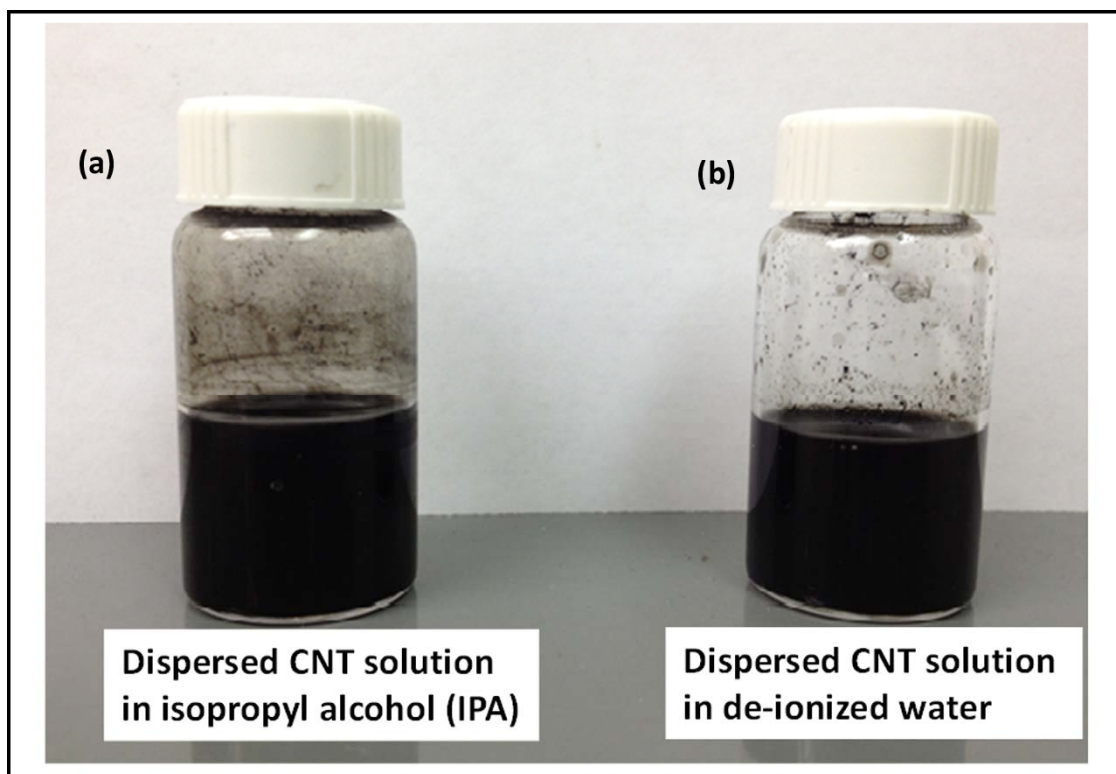 (a)
(b)
Dispersed CNT solution
in isopropyl alcohol (IPA)
Dispersed CNT solution
in de-ionized water